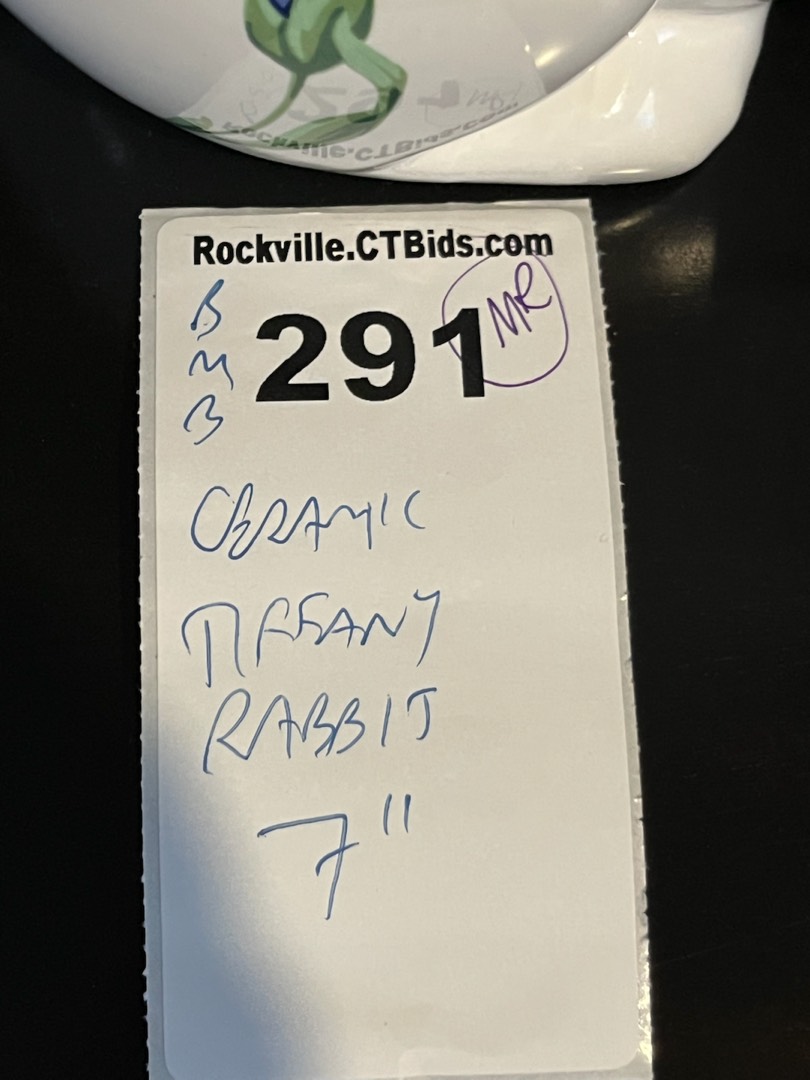 Rockville.CTBids.com
MR
291
B
M
B
CERAMIC
TIFFANY
RABBIT
7"